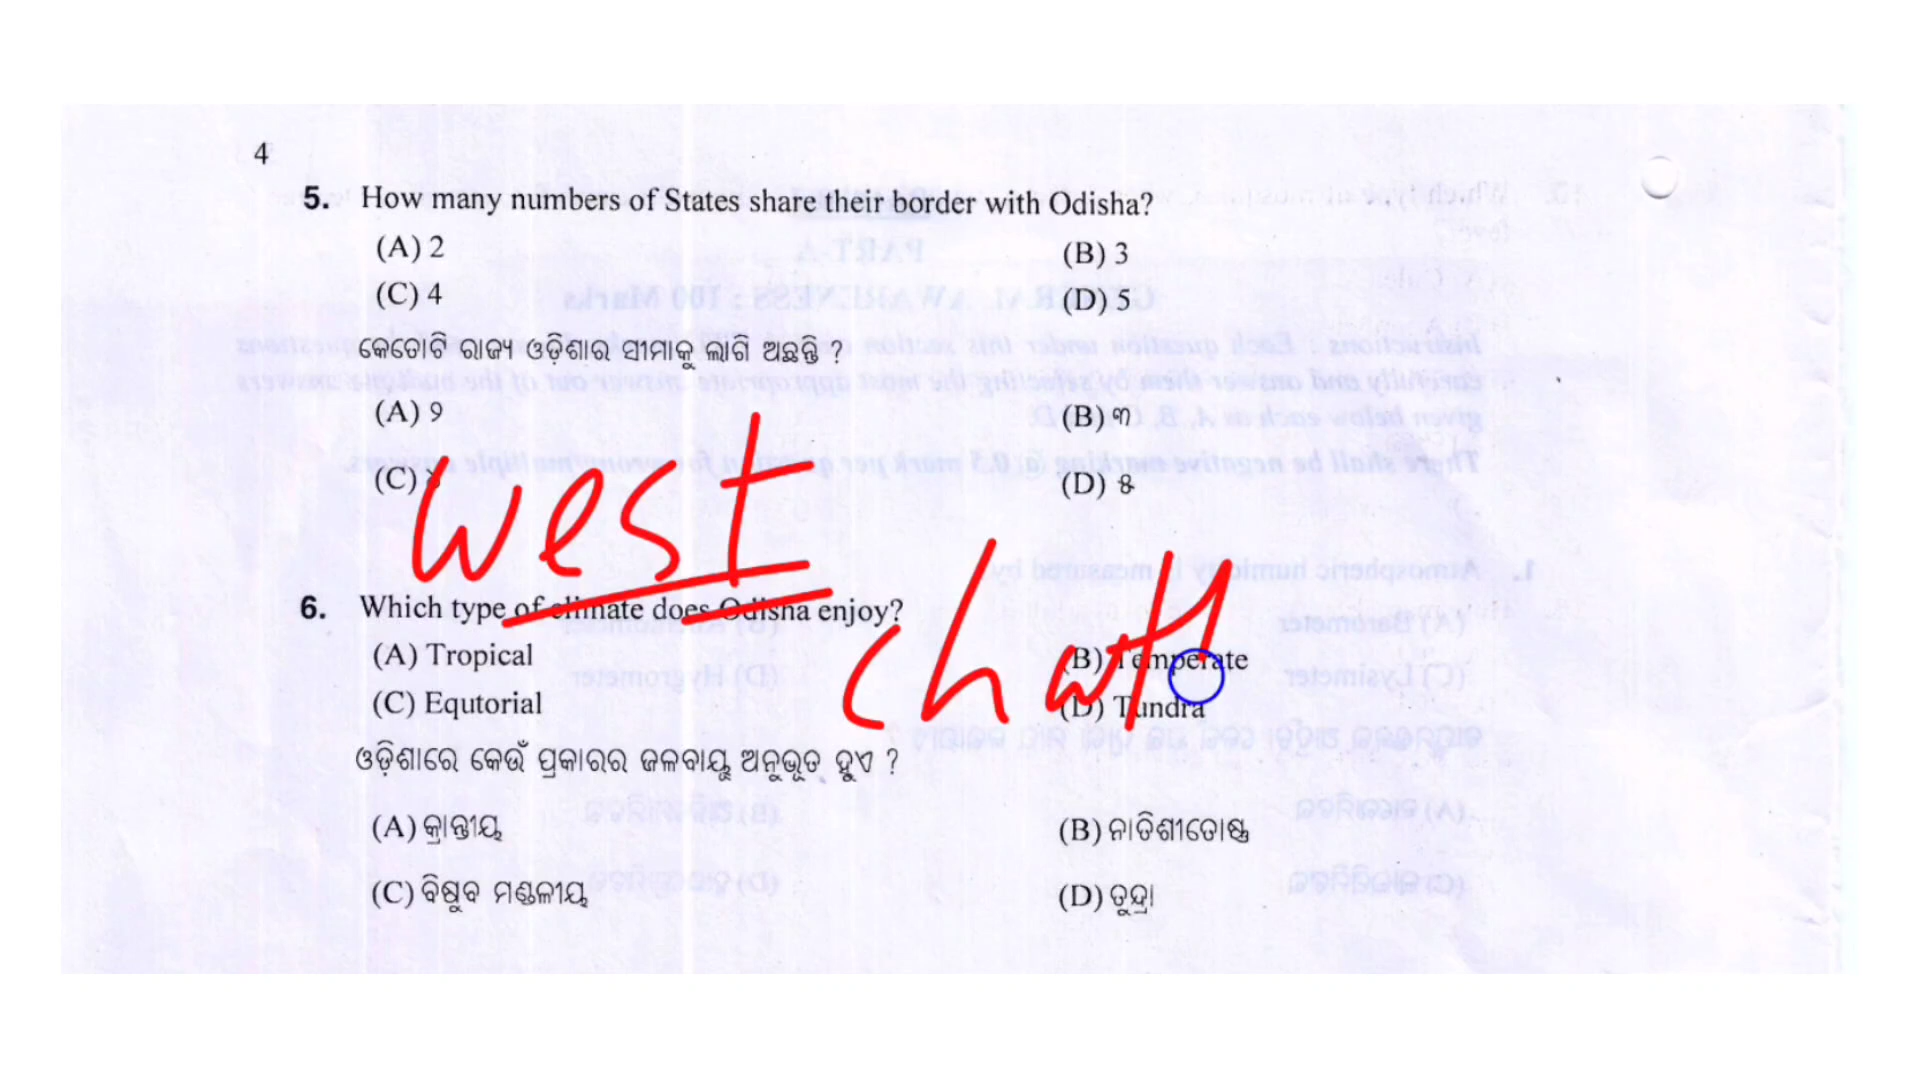 4
5. How many numbers of States share their border with Odisha?
(A) 2 (B) 3
(C) 4 (D) 5
କେତୋଟି ରାଜ୍ୟ ଓଡ଼ିଶାର ସୀମାକୁ ଲାଗି ଅଛନ୍ତି ?
(A) ୨ (B) ୩
(C) (D) ୫
west
chatt
6. Which type of climate does Odisha enjoy?
(A) Tropical (B) Temperate
(C) Equtorial (D) Tundra
ଓଡ଼ିଶାରେ କେଉଁ ପ୍ରକାରର ଜଳବାୟୁ ଅନୁଭୂତ ହୁଏ ?
(A) କ୍ରାନ୍ତୀୟ (B) ନାତିଶୀତୋଷ୍ଣ
(C) ବିଷୁବ ମଣ୍ଡଳୀୟ (D) ତୁନ୍ଦ୍ରା